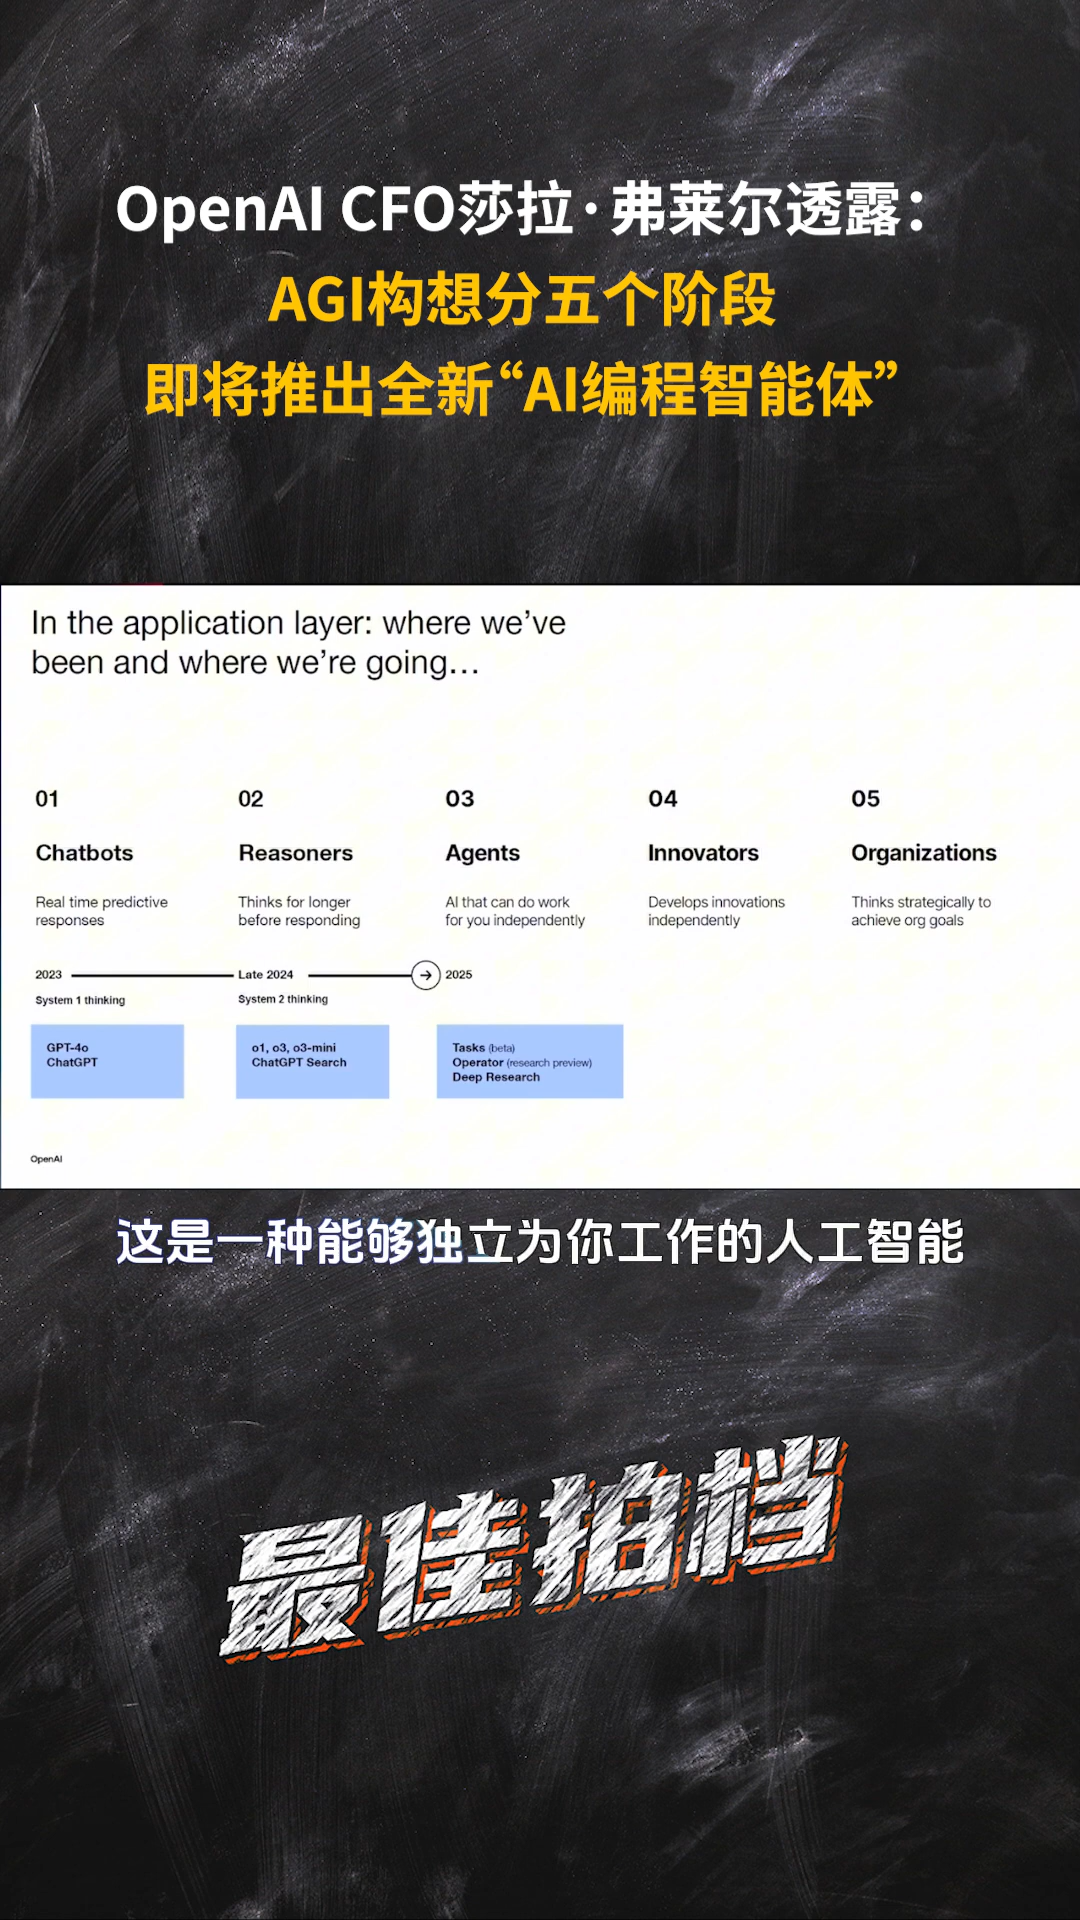 OpenAI CFO莎拉·弗莱尔透露：
AGI构想分五个阶段
即将推出全新“AI编程智能体”
In the application layer: where we’ve
been and where we’re going…
01
Chatbots
Real time predictive
responses
02
Reasoners
Thinks for longer
before responding
03
Agents
AI that can do work
for you independently
04
Innovators
Develops innovations
independently
05
Organizations
Thinks strategically to
achieve org goals
2023
Late 2024
2025
System 1 thinking
System 2 thinking
GPT-4o
ChatGPT
o1, o3, o3-mini
ChatGPT Search
Tasks (beta)
Operator (research preview)
Deep Research
OpenAI
这是一种能够独立为你工作的人工智能
最佳拍档